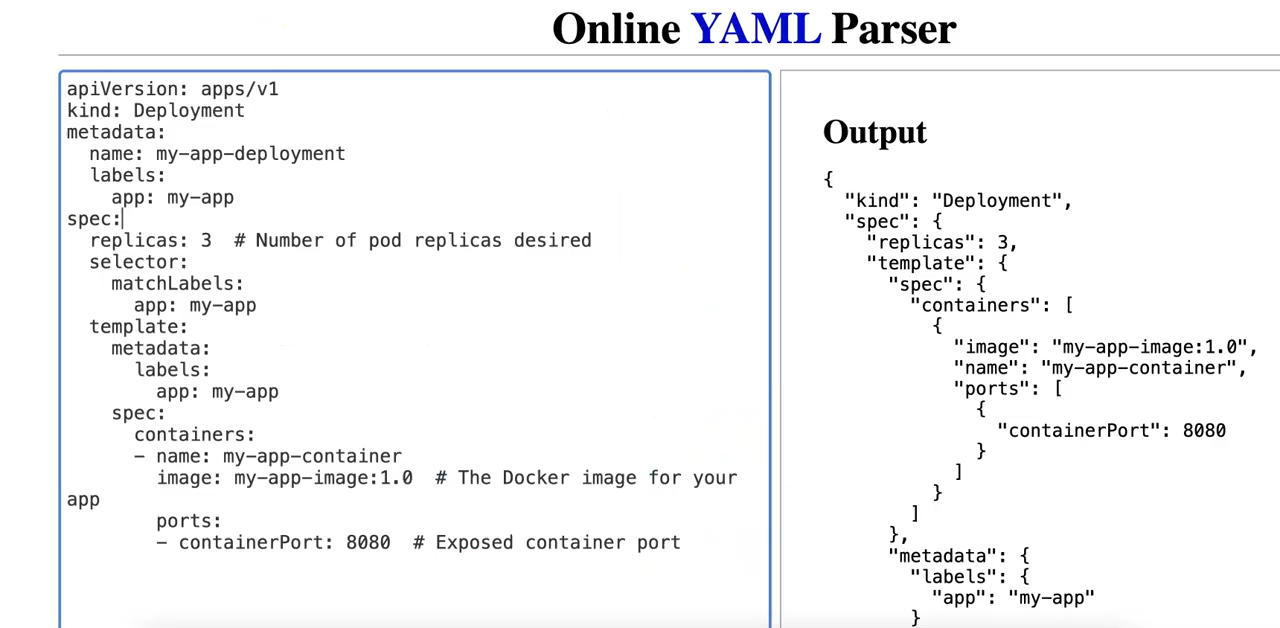 Online YAML Parser
apiVersion: apps/v1
kind: Deployment
metadata:
  name: my-app-deployment
  labels:
    app: my-app
spec:
  replicas: 3  # Number of pod replicas desired
  selector:
    matchLabels:
      app: my-app
  template:
    metadata:
      labels:
        app: my-app
    spec:
      containers:
      - name: my-app-container
        image: my-app-image:1.0  # The Docker image for your
app
        ports:
        - containerPort: 8080  # Exposed container port
Output
{
  "kind": "Deployment",
  "spec": {
    "replicas": 3,
    "template": {
      "spec": {
        "containers": [
          {
            "image": "my-app-image:1.0",
            "name": "my-app-container",
            "ports": [
              {
                "containerPort": 8080
              }
            ]
          }
        ]
      },
      "metadata": {
        "labels": {
          "app": "my-app"
        }